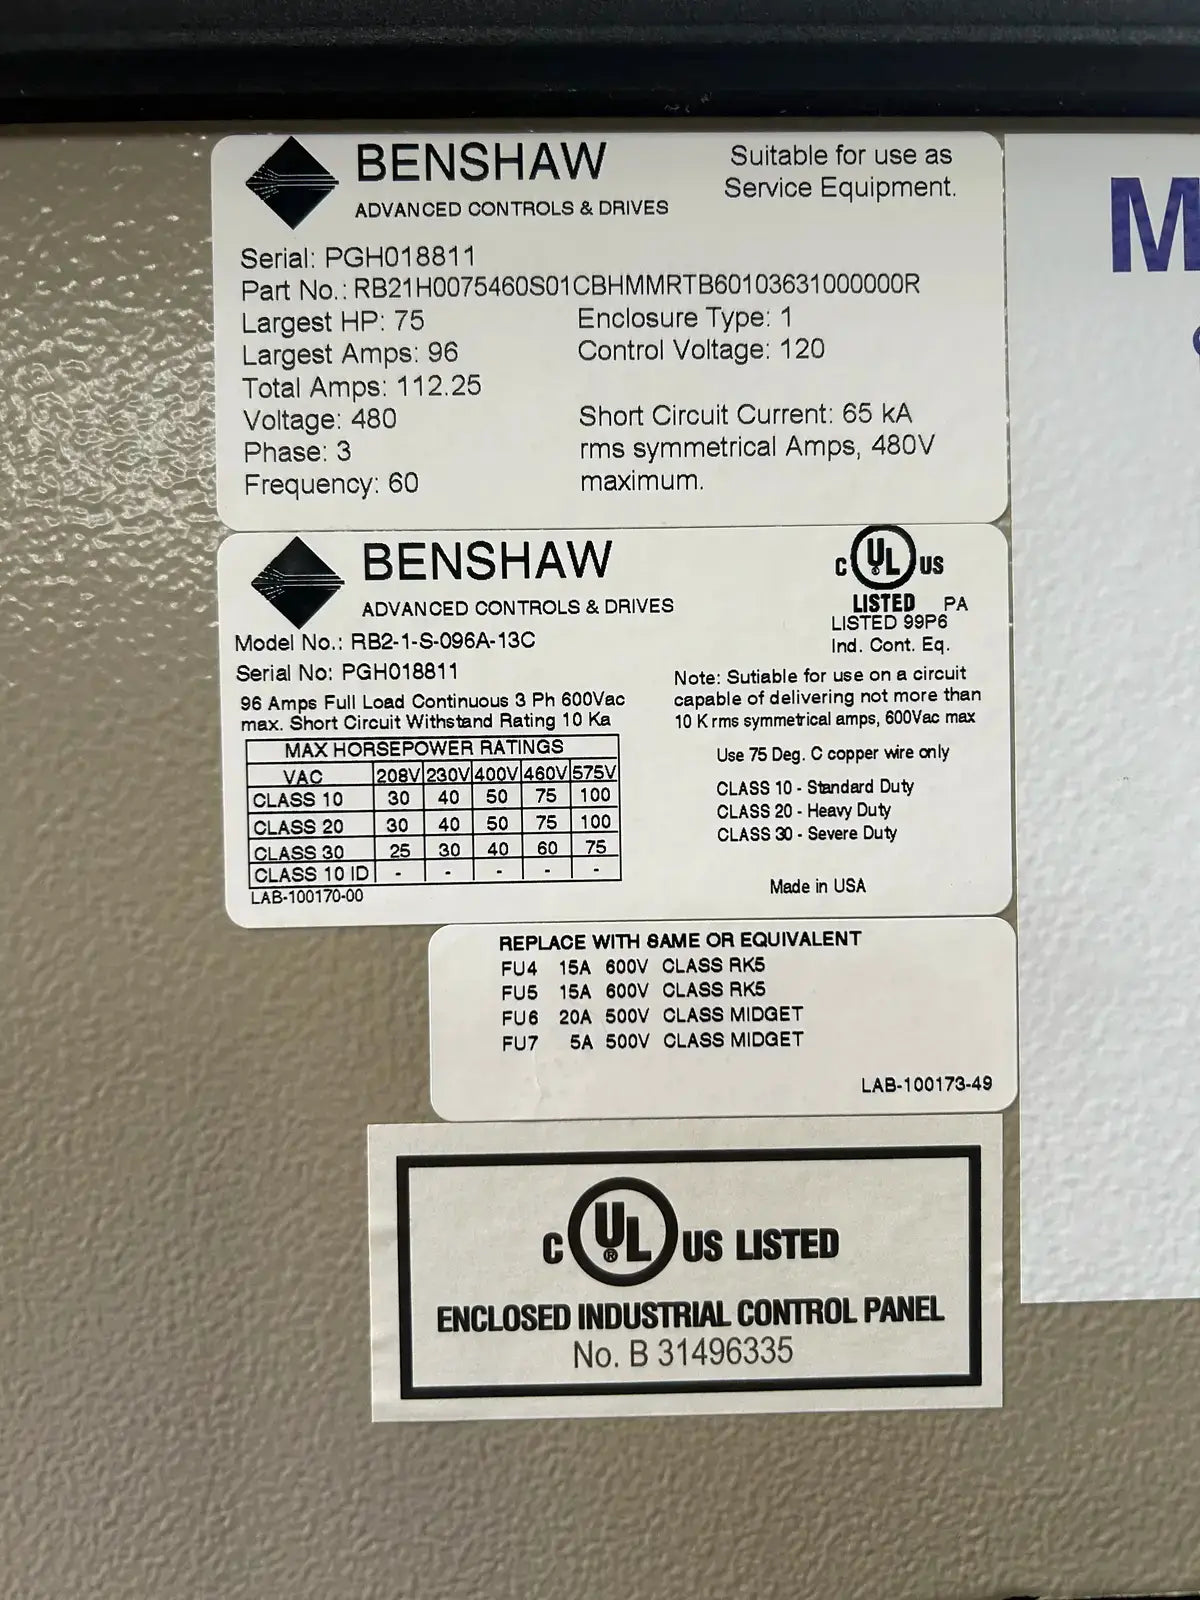 BENSHAW
ADVANCED CONTROLS & DRIVES
Suitable for use as
Service Equipment.
Serial: PGH018811
Part No.: RB21H0075460S01CBHMMRTB60103631000000R
Largest HP: 75
Enclosure Type: 1
Largest Amps: 96
Control Voltage: 120
Total Amps: 112.25
Voltage: 480
Short Circuit Current: 65 kA
Phase: 3
rms symmetrical Amps, 480V
Frequency: 60
maximum.
BENSHAW
ADVANCED CONTROLS & DRIVES
C UL US
LISTED PA
LISTED 99P6
Ind. Cont. Eq.
Model No.: RB2-1-S-096A-13C
Serial No: PGH018811
96 Amps Full Load Continuous 3 Ph 600Vac
max. Short Circuit Withstand Rating 10 Ka
MAX HORSEPOWER RATINGS
VAC 208V 230V 400V 460V 575V
CLASS 10 30 40 50 75 100
CLASS 20 30 40 50 75 100
CLASS 30 25 30 40 60 75
CLASS 10 ID - - - - -
LAB-100170-00
Note: Sutiable for use on a circuit
capable of delivering not more than
10 K rms symmetrical amps, 600Vac max
Use 75 Deg. C copper wire only
CLASS 10 - Standard Duty
CLASS 20 - Heavy Duty
CLASS 30 - Severe Duty
Made in USA
REPLACE WITH SAME OR EQUIVALENT
FU4 15A 600V CLASS RK5
FU5 15A 600V CLASS RK5
FU6 20A 500V CLASS MIDGET
FU7 5A 500V CLASS MIDGET
LAB-100173-49
C UL® US LISTED
ENCLOSED INDUSTRIAL CONTROL PANEL
No. B 31496335
M